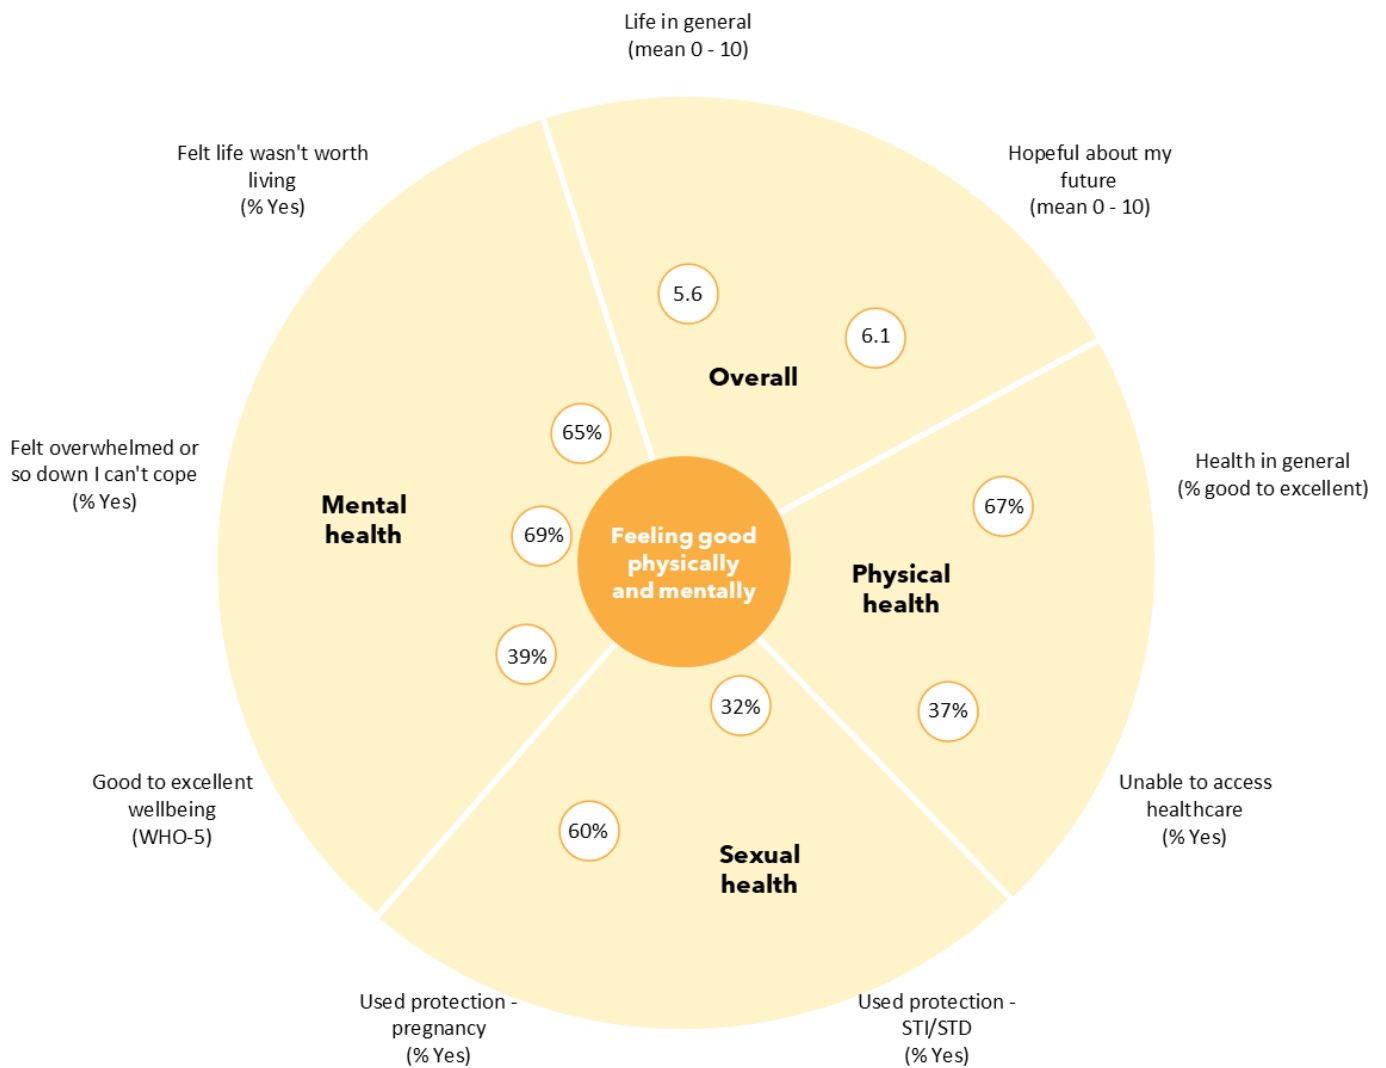 Life in general
(mean 0 - 10)
Hopeful about my
future
(mean 0 - 10)
Felt life wasn't worth
living
(% Yes)
5.6
6.1
Overall
65%
Felt overwhelmed or
so down I can't cope
(% Yes)
Mental
health
69%
Feeling good
physically
and mentally
67%
Health in general
(% good to excellent)
Physical
health
39%
32%
37%
Good to excellent
wellbeing
(WHO-5)
Unable to access
healthcare
(% Yes)
60%
Sexual
health
Used protection -
pregnancy
(% Yes)
Used protection -
STI/STD
(% Yes)